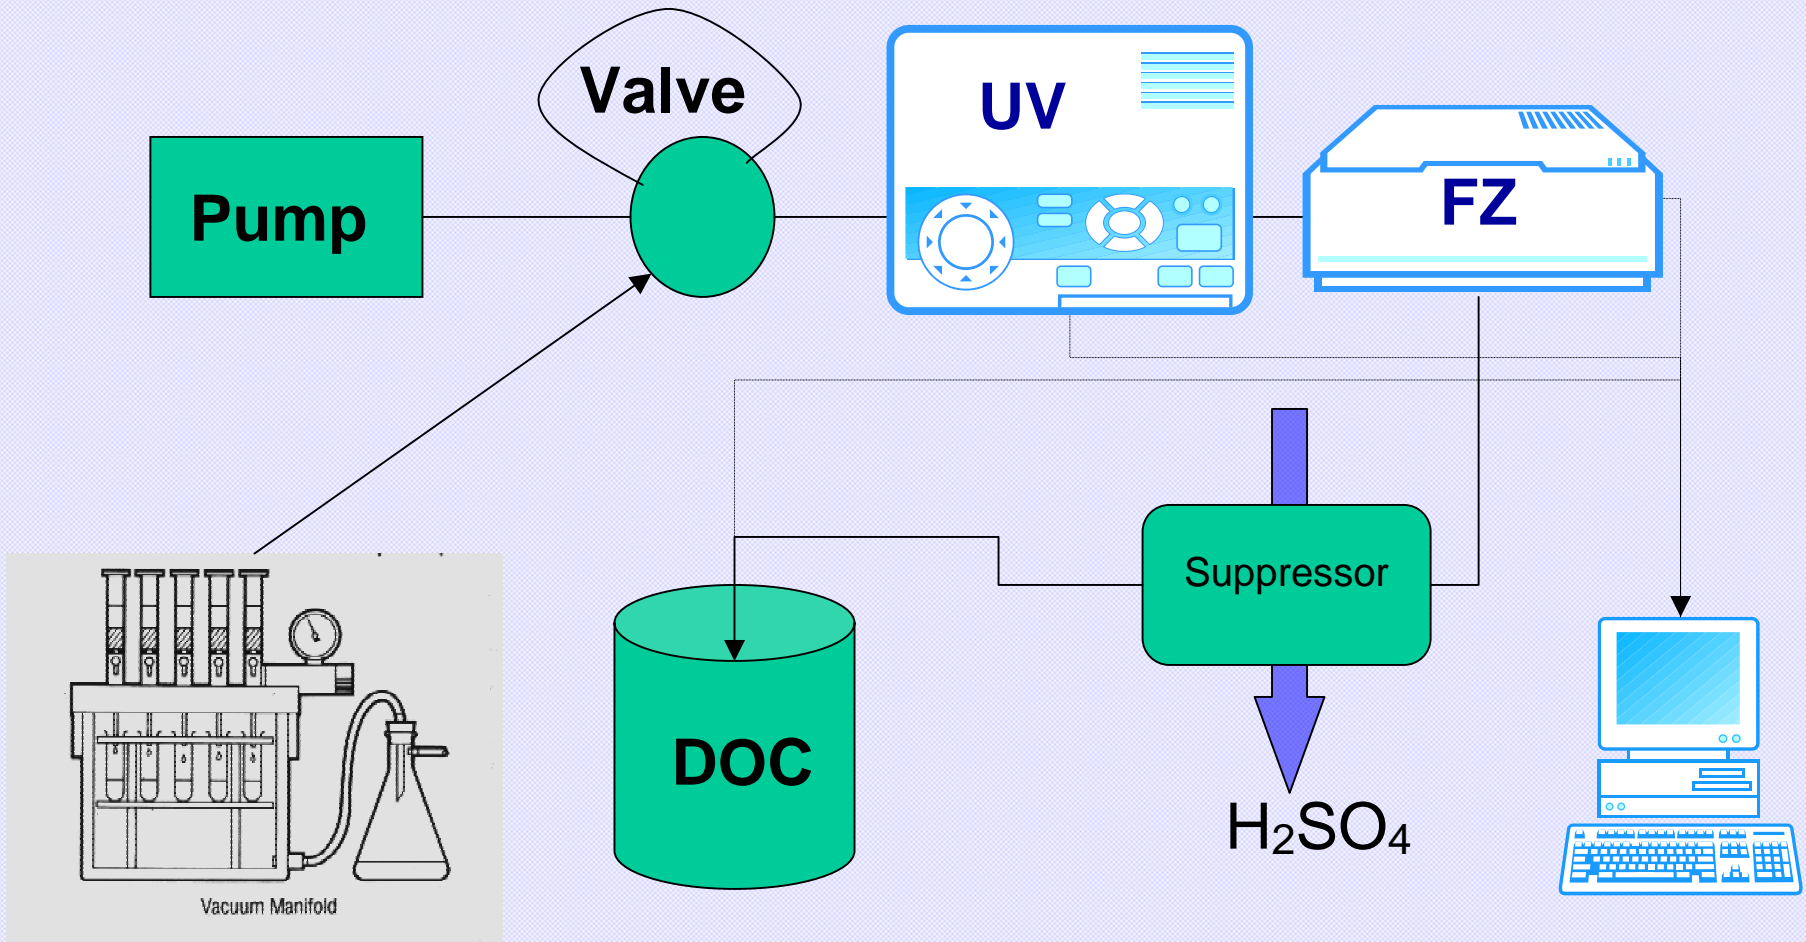 Valve
UV
Pump
FZ
Suppressor
DOC
H₂SO₄
Vacuum Manifold